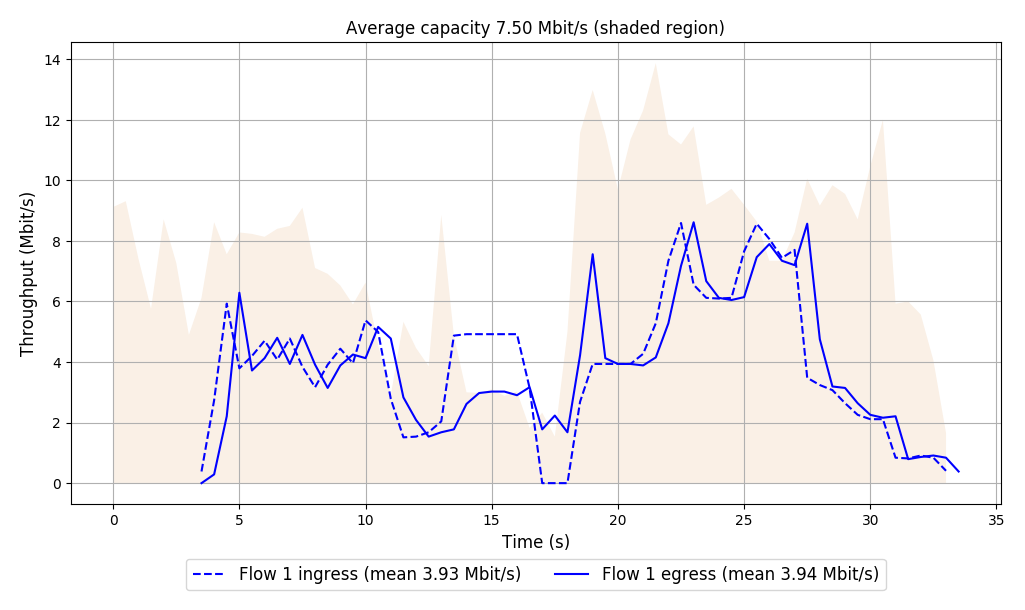 Average capacity 7.50 Mbit/s (shaded region)
Throughput (Mbit/s)
14
12
10
8
6
4
2
0
0 5 10 15 20 25 30 35
Time (s)
Flow 1 ingress (mean 3.93 Mbit/s) Flow 1 egress (mean 3.94 Mbit/s)